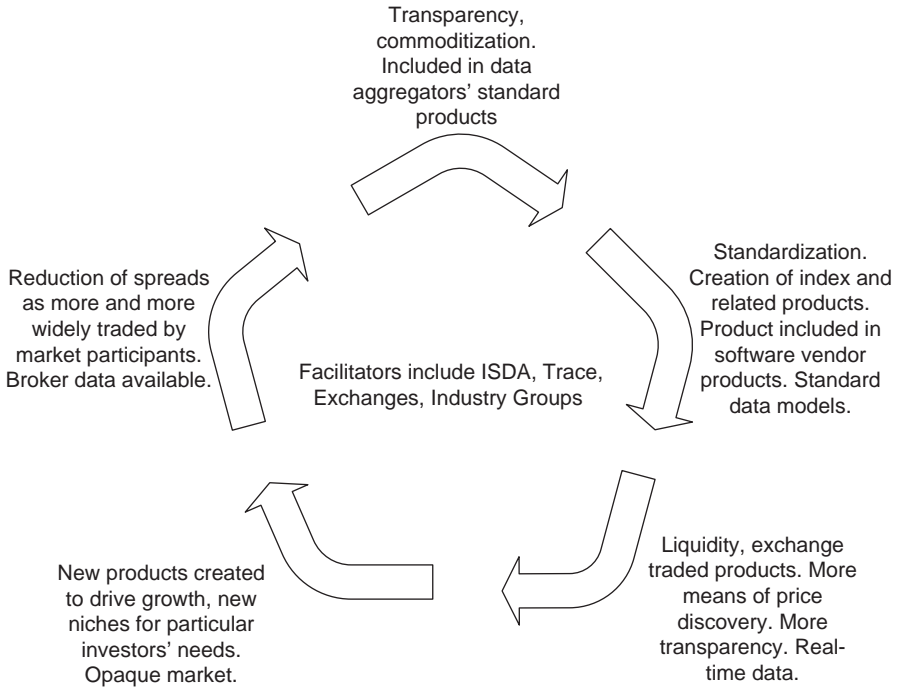 Transparency,
commoditization.
Included in data
aggregators’ standard
products
Standardization.
Creation of index and
related products.
Product included in
software vendor
products. Standard
data models.
Liquidity, exchange
traded products. More
means of price
discovery. More
transparency. Real-
time data.
New products created
to drive growth, new
niches for particular
investors’ needs.
Opaque market.
Reduction of spreads
as more and more
widely traded by
market participants.
Broker data available.
Facilitators include ISDA, Trace,
Exchanges, Industry Groups